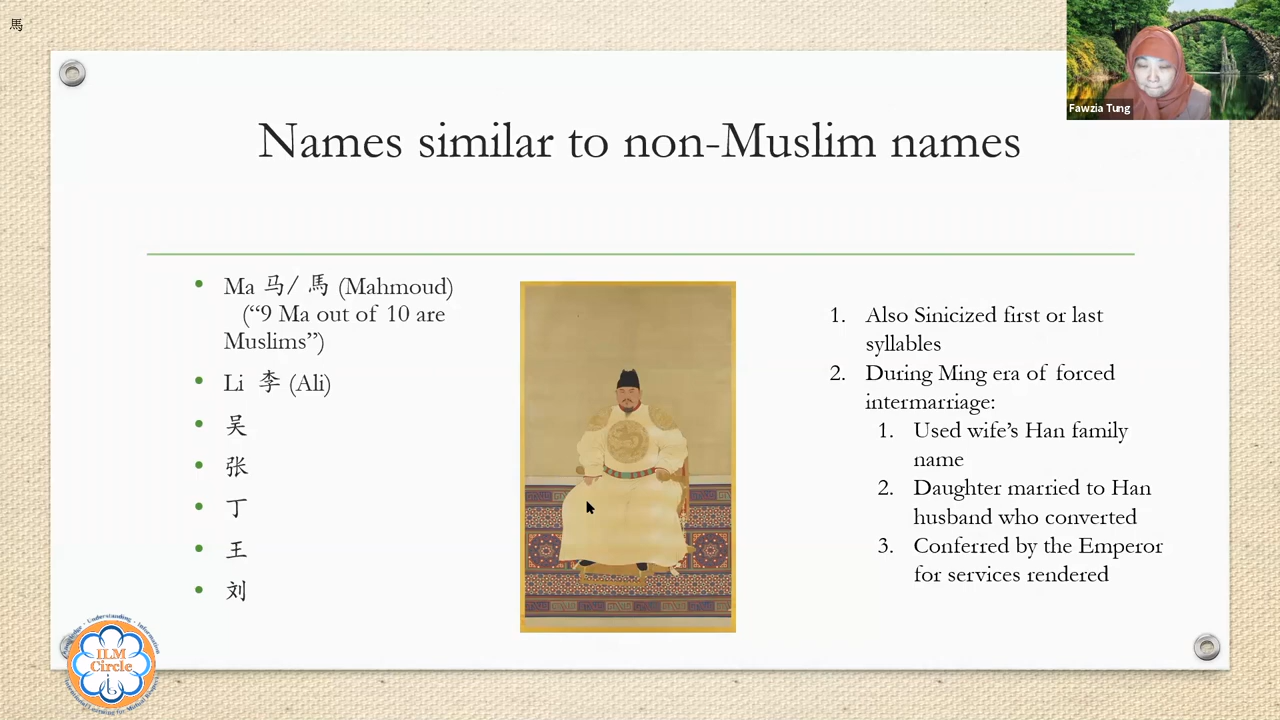 馬
Fawzia Tung
Names similar to non-Muslim names
Ma 马/ 馬 (Mahmoud)
(“9 Ma out of 10 are
Muslims”)
Li 李 (Ali)
吴
张
丁
王
刘
1. Also Sinicized first or last
syllables
2. During Ming era of forced
intermarriage:
1. Used wife’s Han family
name
2. Daughter married to Han
husband who converted
3. Conferred by the Emperor
for services rendered
ILM
Circle